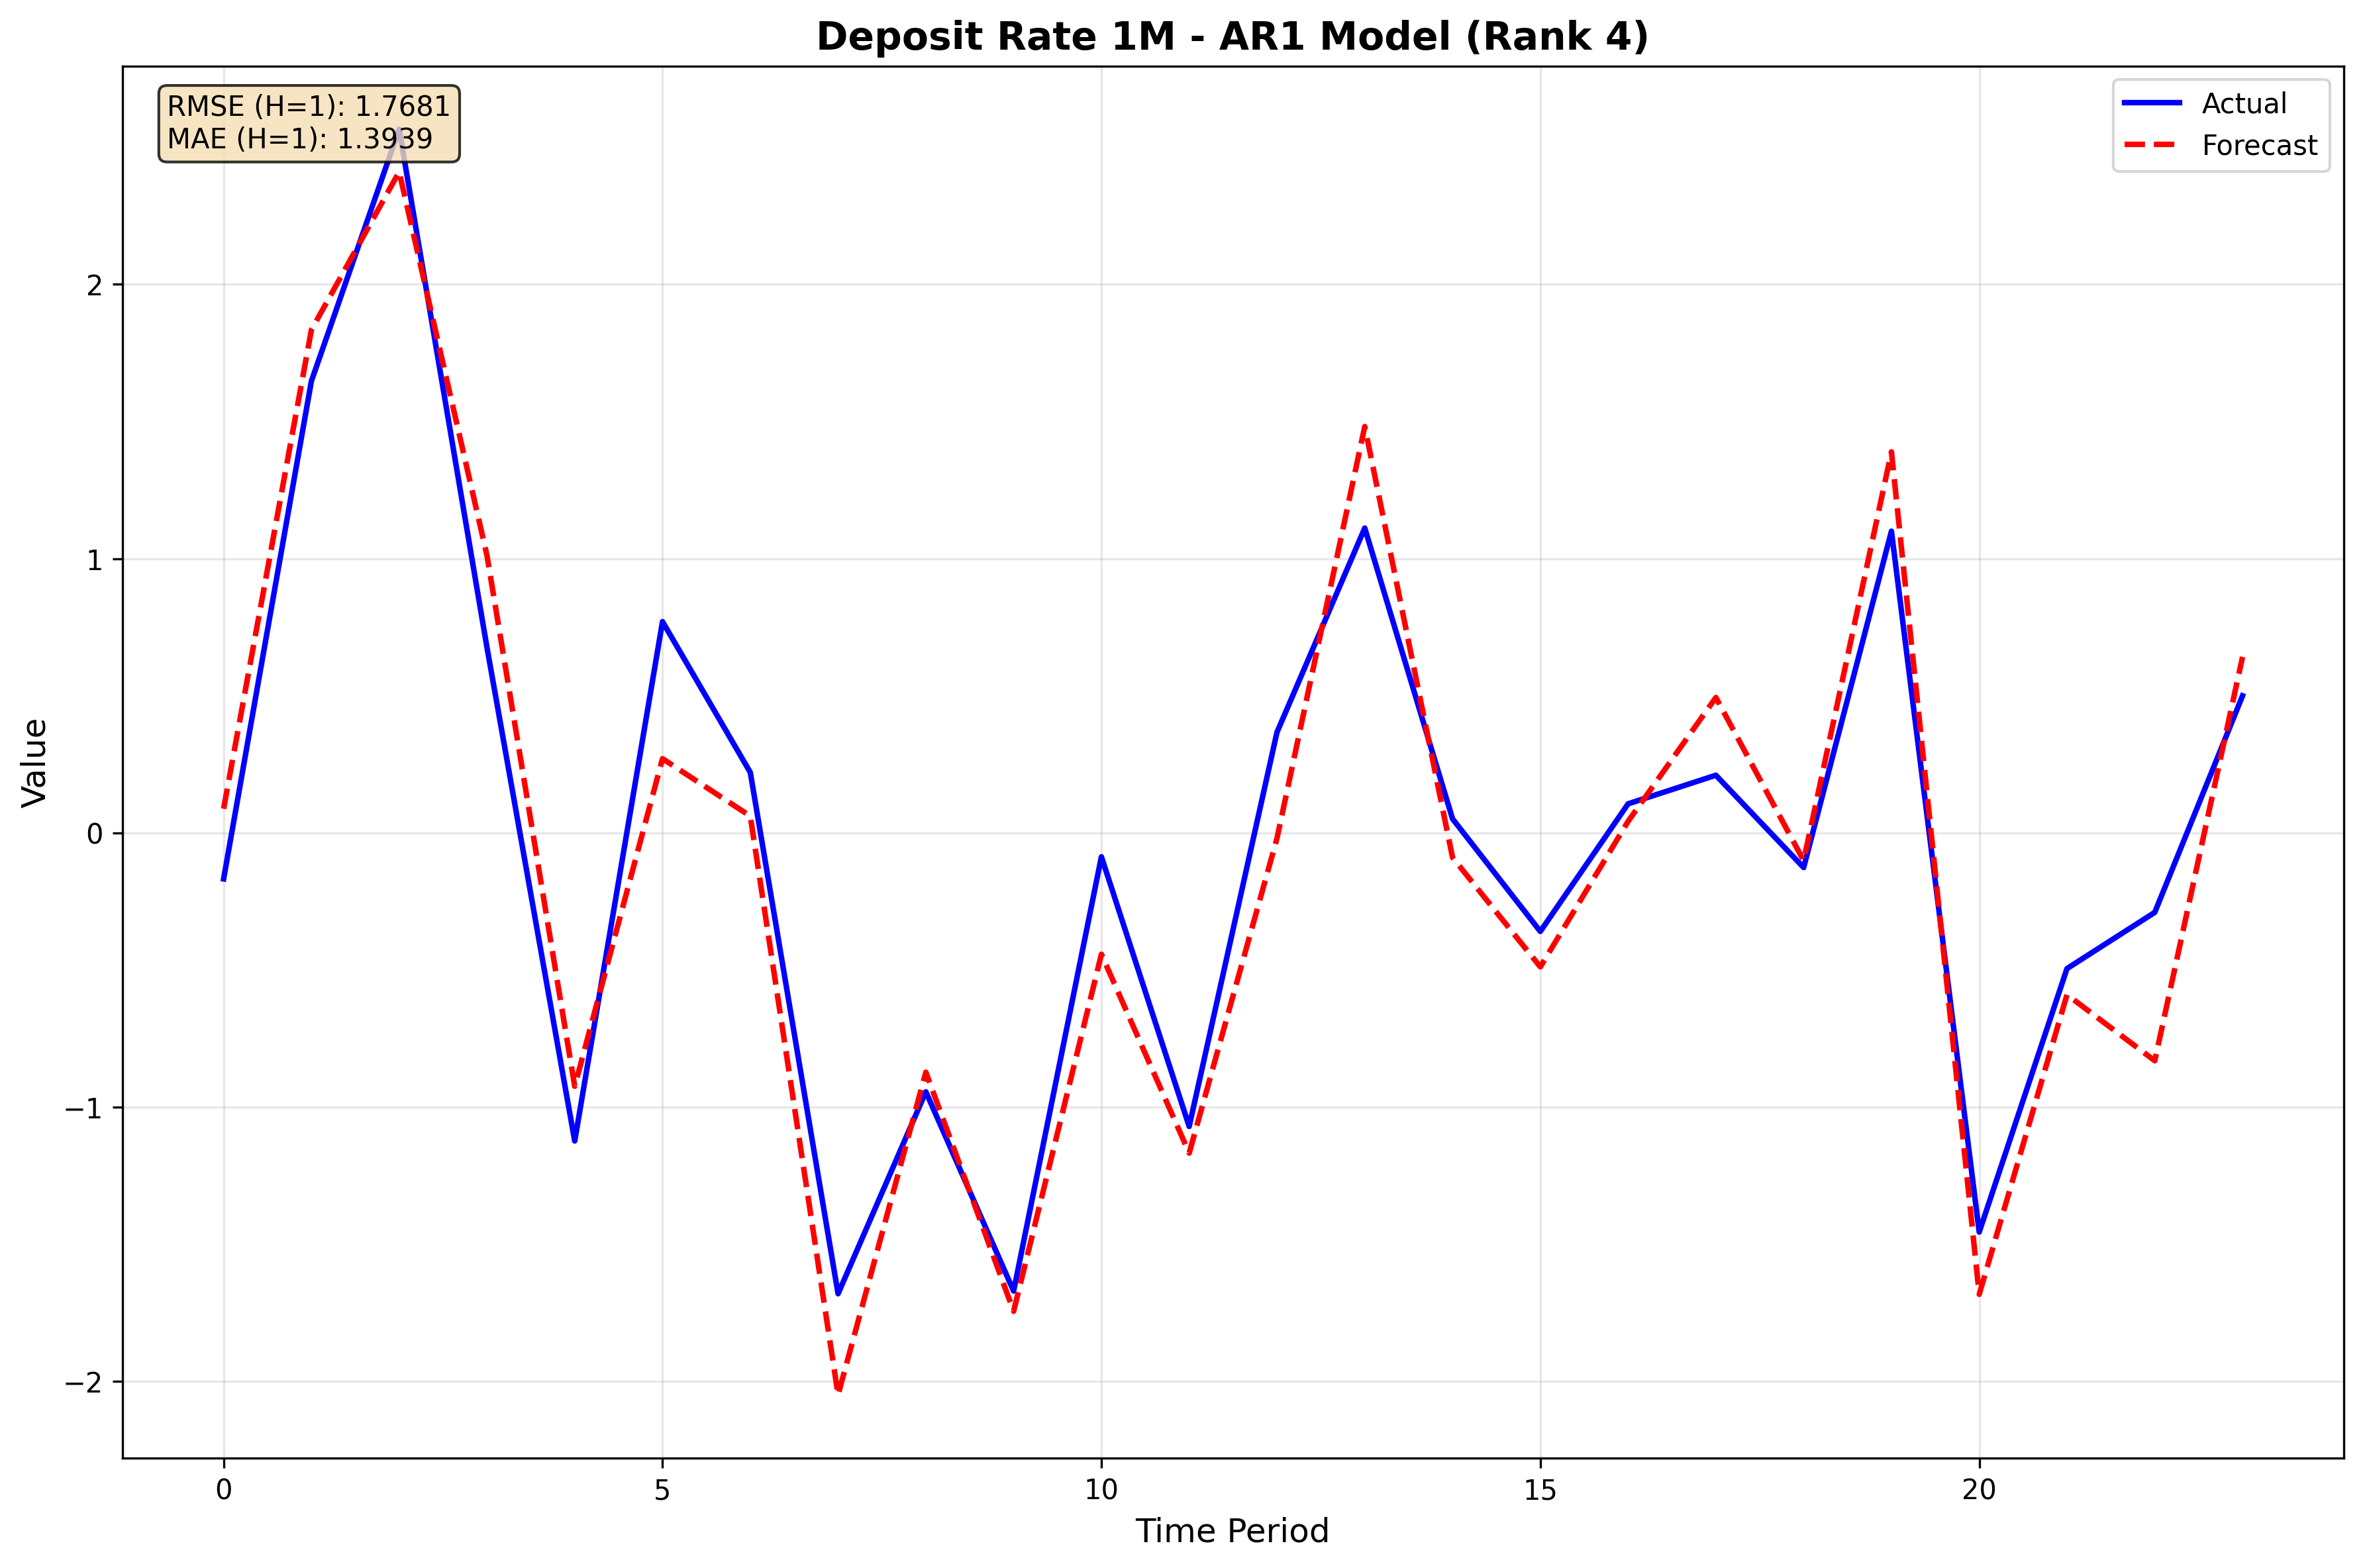 Deposit Rate 1M - AR1 Model (Rank 4)
RMSE (H=1): 1.7681
MAE (H=1): 1.3939
Actual
Forecast
Value
2
1
0
−1
−2
0 5 10 15 20
Time Period